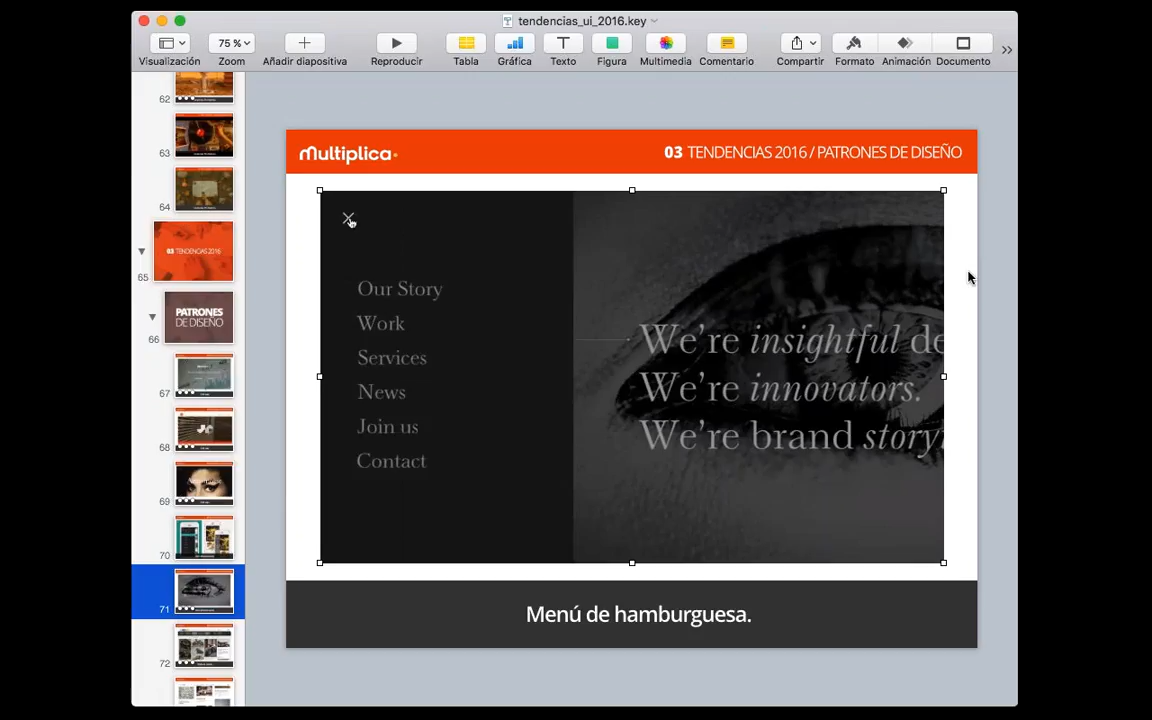 tendencias_ui_2016.key
75 %
Visualización
Zoom
Añadir diapositiva
Reproducir
Tabla
Gráfica
Texto
Figura
Multimedia
Comentario
Compartir
Formato
Animación
Documento
62
63
64
03 TENDENCIAS 2016
65
PATRONES
DE DISEÑO
66
67
68
69
70
71
72
Multiplica
03 TENDENCIAS 2016 / PATRONES DE DISEÑO
Our Story
Work
Services
News
Join us
Contact
We're insightful de
We're innovators.
We're brand story
Menú de hamburguesa.